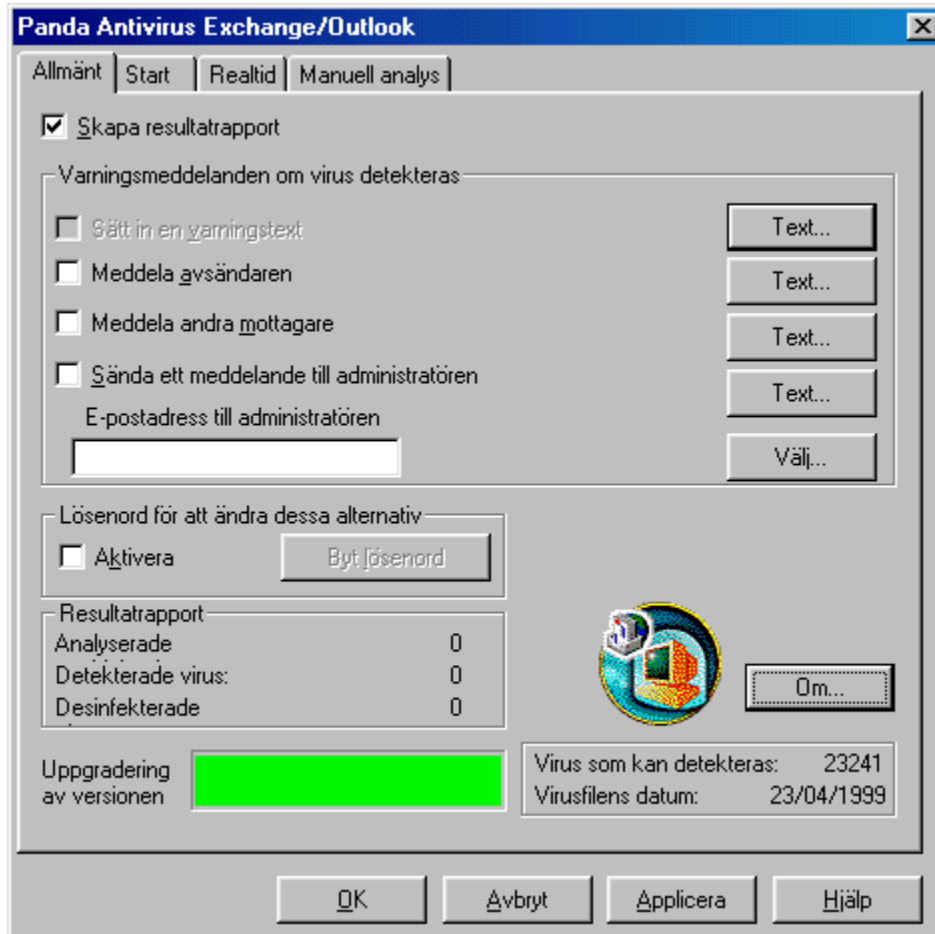 Panda Antivirus Exchange/Outlook
Allmänt Start Realtid Manuell analys
Skapa resultatrapport
Varningsmeddelanden om virus detekteras
Sätt in en varningstext Text...
Meddela avsändaren Text...
Meddela andra mottagare Text...
Sända ett meddelande till administratören Text...
E-postadress till administratören
Välj...
Lösenord för att ändra dessa alternativ
Aktivera Byt lösenord
Resultatrapport
Analyserade 0
Detekterade virus: 0
Desinfekterade 0
Om...
Uppgradering
av versionen
Virus som kan detekteras: 23241
Virusfilens datum: 23/04/1999
OK Avbryt Applicera Hjälp